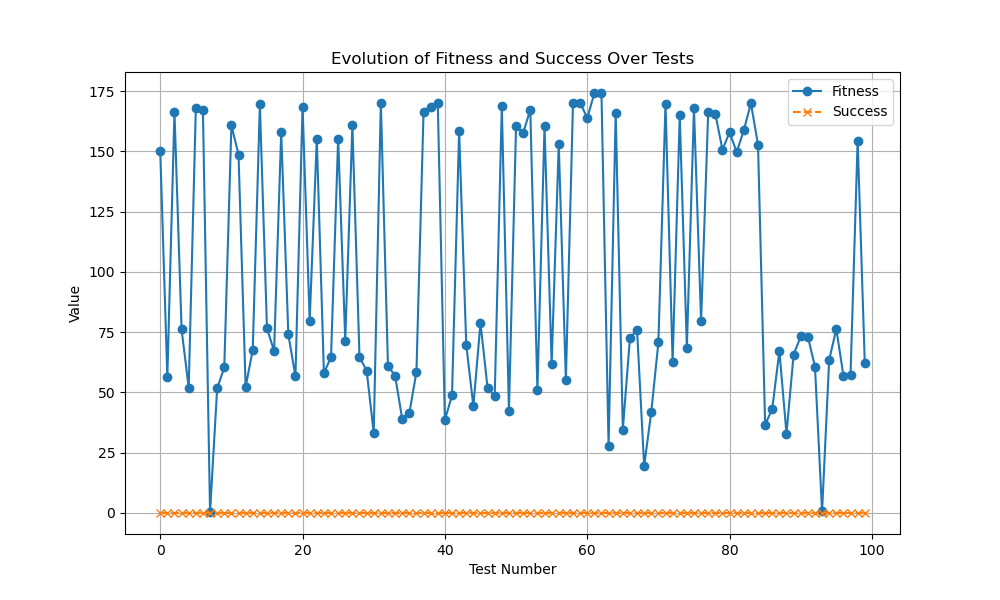 Evolution of Fitness and Success Over Tests
Fitness
Success
175
150
125
100
75
50
25
0
Value
0 20 40 60 80 100
Test Number